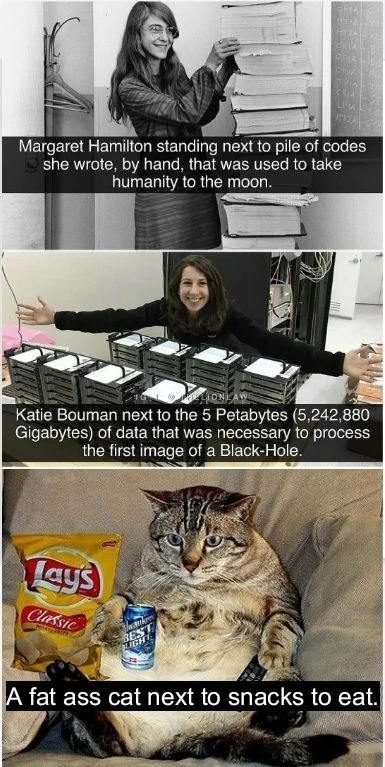 Margaret Hamilton standing next to pile of codes
she wrote, by hand, that was used to take
humanity to the moon.
Katie Bouman next to the 5 Petabytes (5,242,880
Gigabytes) of data that was necessary to process
the first image of a Black-Hole.
Lay's
Classic
BEST
LIGHT
A fat ass cat next to snacks to eat.